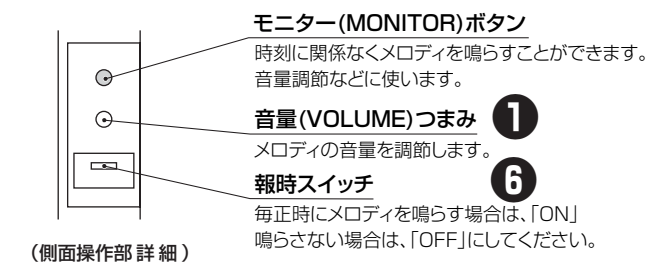 モニター(MONITOR)ボタン
時刻に関係なくメロディを鳴らすことができます。
音量調節などに使います。
音量(VOLUME)つまみ ❶
メロディの音量を調節します。
報時スイッチ ❻
毎正時にメロディを鳴らす場合は、「ON」
鳴らさない場合は、「OFF」にしてください。
(側面操作部詳細)